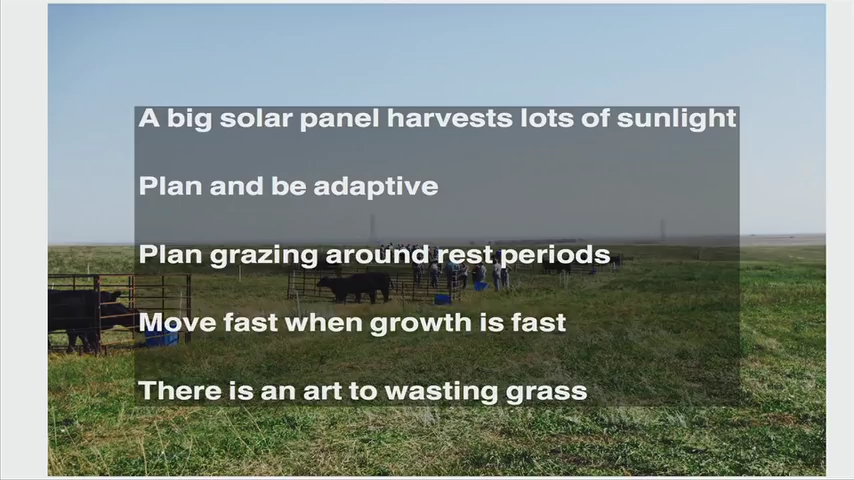 A big solar panel harvests lots of sunlight
Plan and be adaptive
Plan grazing around rest periods
Move fast when growth is fast
There is an art to wasting grass